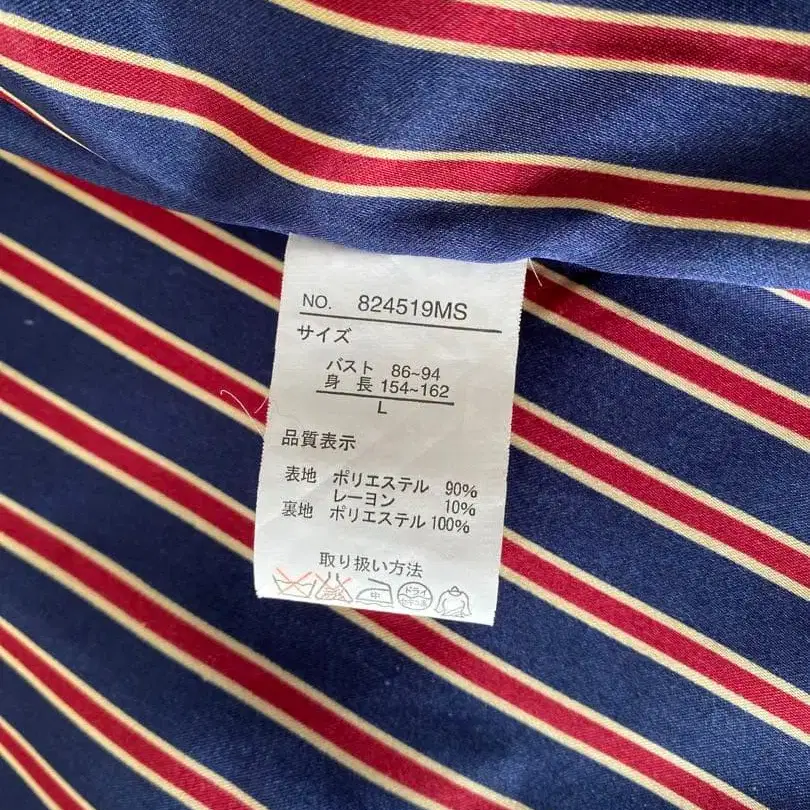 NO. 824519MS
サイズ
バスト 86~94
身 長 154~162
L
品質表示
表地 ポリエステル 90%
レーヨン 10%
裏地 ポリエステル 100%
取り扱い方法
中
ドライ